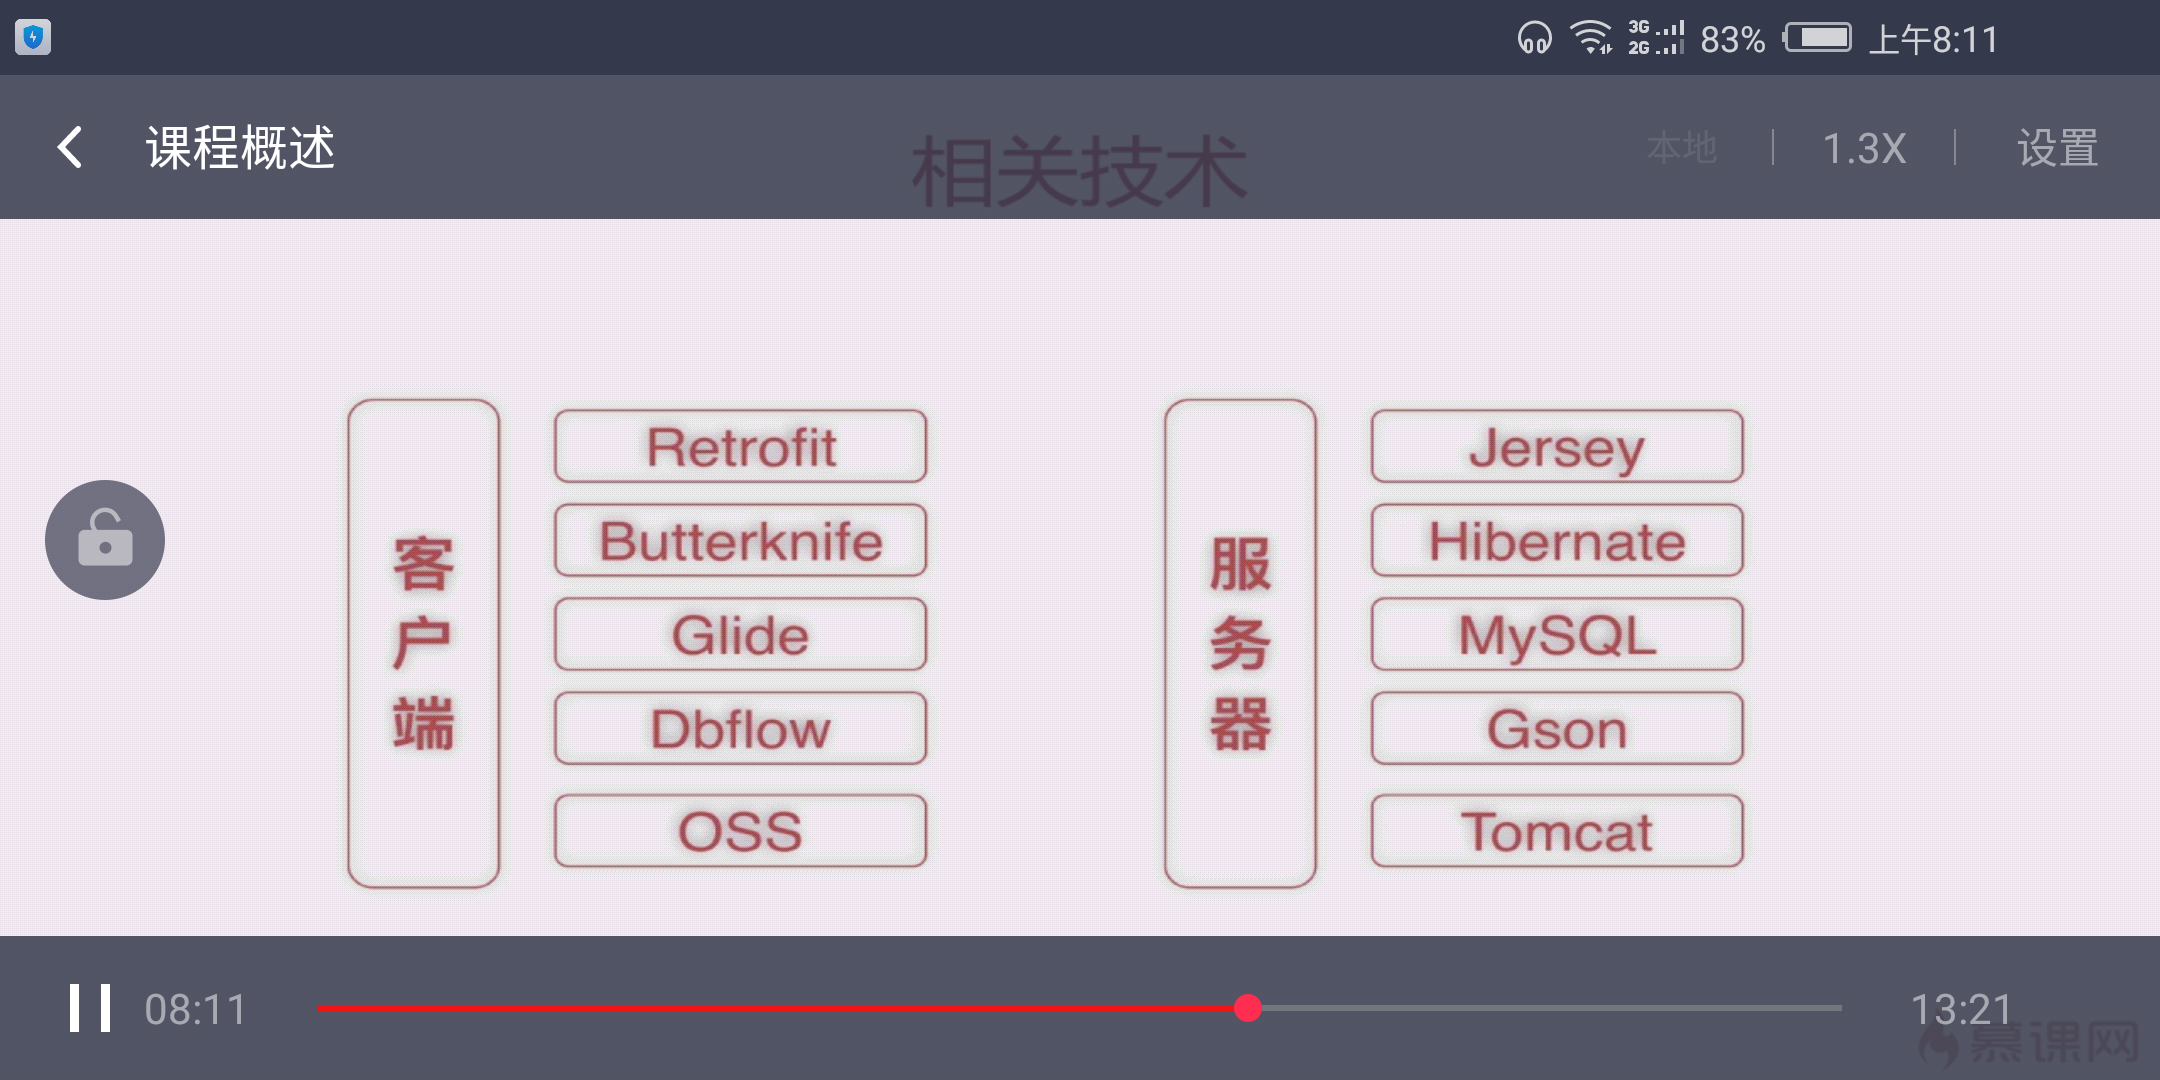 3G
2G
83%
上午8:11
课程概述
相关技术
本地
1.3X
设置
客户端
Retrofit
Butterknife
Glide
Dbflow
OSS
服务器
Jersey
Hibernate
MySQL
Gson
Tomcat
08:11
13:21
慕课网